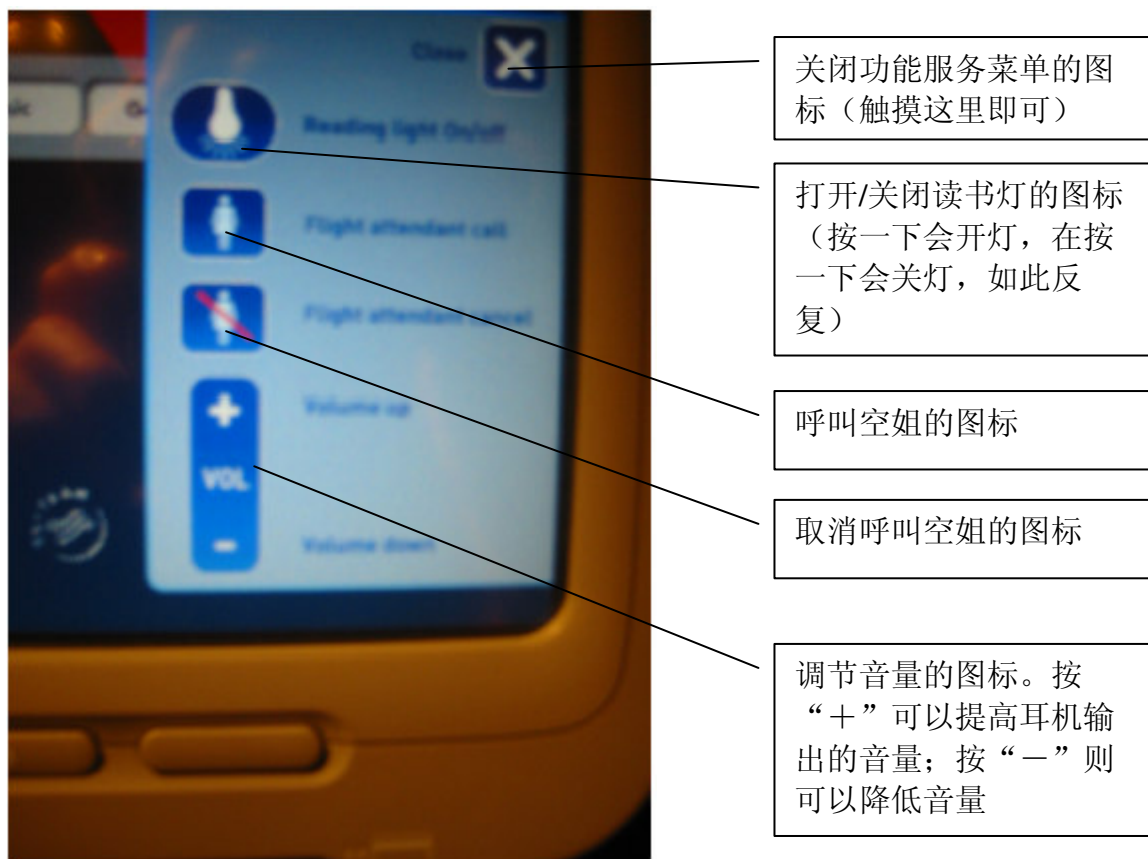 Close
关闭功能服务菜单的图
标（触摸这里即可）
Reading light On/off
打开/关闭读书灯的图标
（按一下会开灯，在按
一下会关灯，如此反
复）
Flight attendant call
呼叫空姐的图标
Flight attendant cancel
取消呼叫空姐的图标
+
Volume up
VOL
-
Volume down
调节音量的图标。按
“＋”可以提高耳机输
出的音量；按“－”则
可以降低音量